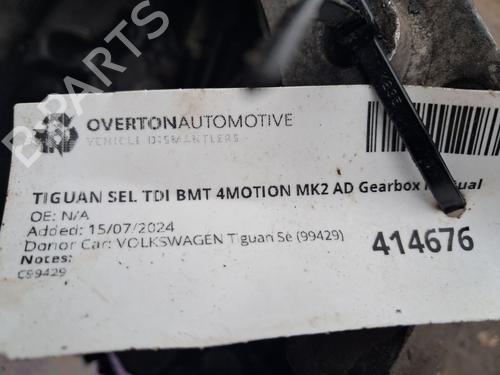 B-PARTS
OVERTONAUTOMOTIVE
VEHICLE DISMANTLERS
TIGUAN SEL TDI BMT 4MOTION MK2 AD Gearbox
OE: N/A
Added: 15/07/2024
Donor Car: VOLKSWAGEN Tiguan Se (99429)
414676
Notes:
C99429